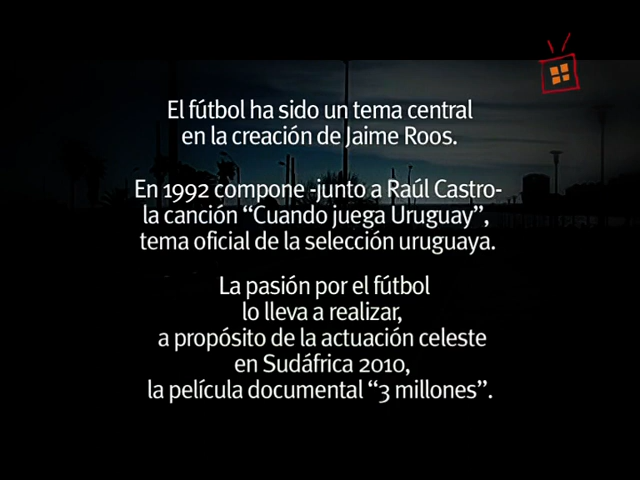 El fútbol ha sido un tema central
en la creación de Jaime Roos.
En 1992 compone -junto a Raúl Castro-
la canción “Cuando juega Uruguay”,
tema oficial de la selección uruguaya.
La pasión por el fútbol
lo lleva a realizar,
a propósito de la actuación celeste
en Sudáfrica 2010,
la película documental “3 millones”.